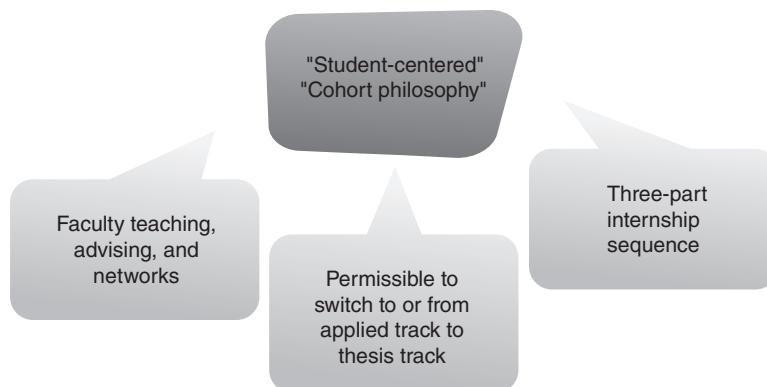 "Student-centered"
"Cohort philosophy"
Faculty teaching,
advising, and
networks
Permissible to
switch to or from
applied track to
thesis track
Three-part
internship
sequence